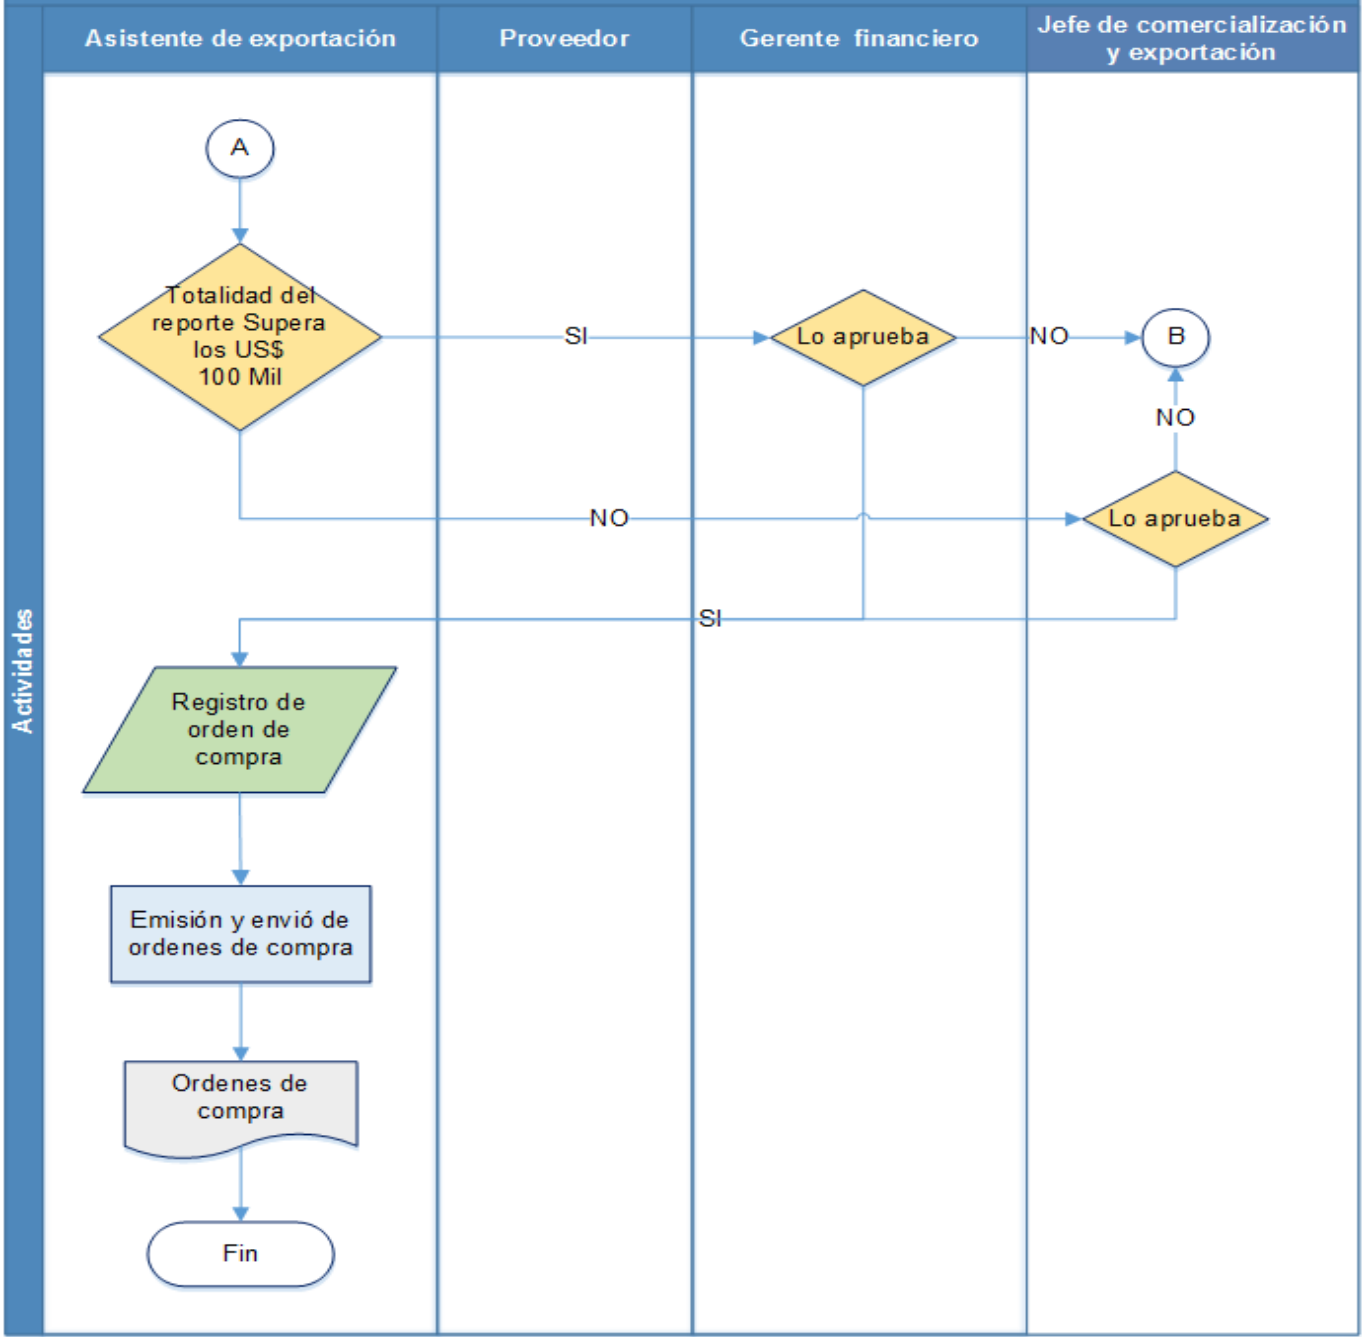 Asistente de exportación
Proveedor
Gerente financiero
Jefe de comercialización
y exportación
Actividades
A
Totalidad del
reporte Supera
los US$
100 Mil
SI
Lo aprueba
NO
B
NO
NO
Lo aprueba
SI
Registro de
orden de
compra
Emisión y envió de
ordenes de compra
Ordenes de
compra
Fin